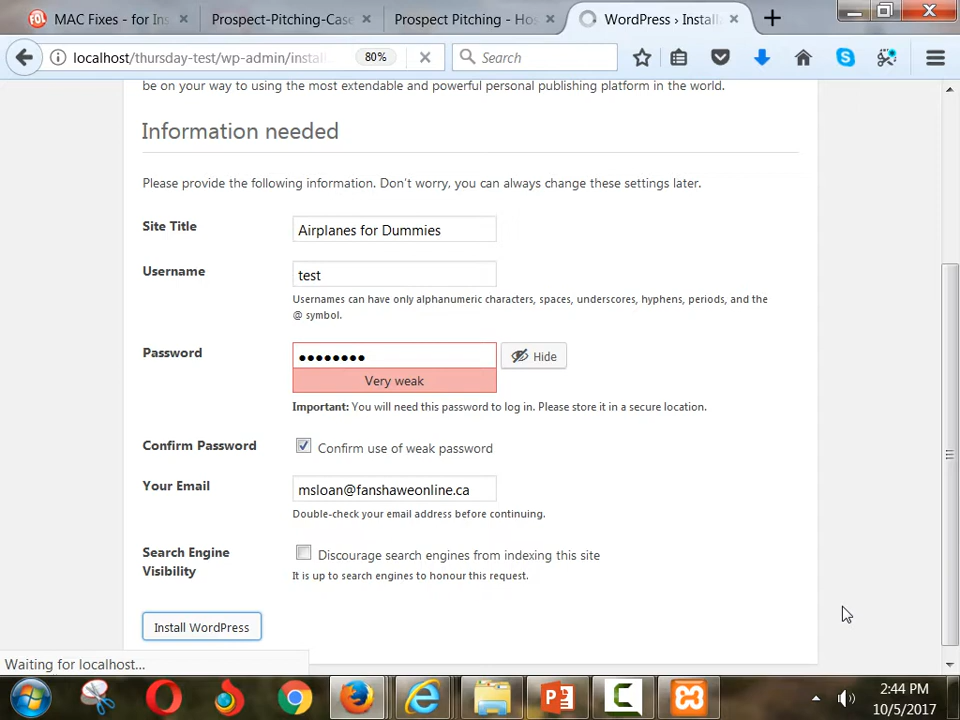 MAC Fixes - for Ins
Prospect-Pitching-Case
Prospect Pitching - Hos
WordPress › Install
localhost/thursday-test/wp-admin/install
80%
Search
be on your way to using the most extendable and powerful personal publishing platform in the world.
Information needed
Please provide the following information. Don't worry, you can always change these settings later.
Site Title
Airplanes for Dummies
Username
test
Usernames can have only alphanumeric characters, spaces, underscores, hyphens, periods, and the
@ symbol.
Password
Hide
Very weak
Important: You will need this password to log in. Please store it in a secure location.
Confirm Password
Confirm use of weak password
Your Email
msloan@fanshaweonline.ca
Double-check your email address before continuing.
Search Engine
Visibility
Discourage search engines from indexing this site
It is up to search engines to honour this request.
Install WordPress
Waiting for localhost...
2:44 PM
10/5/2017